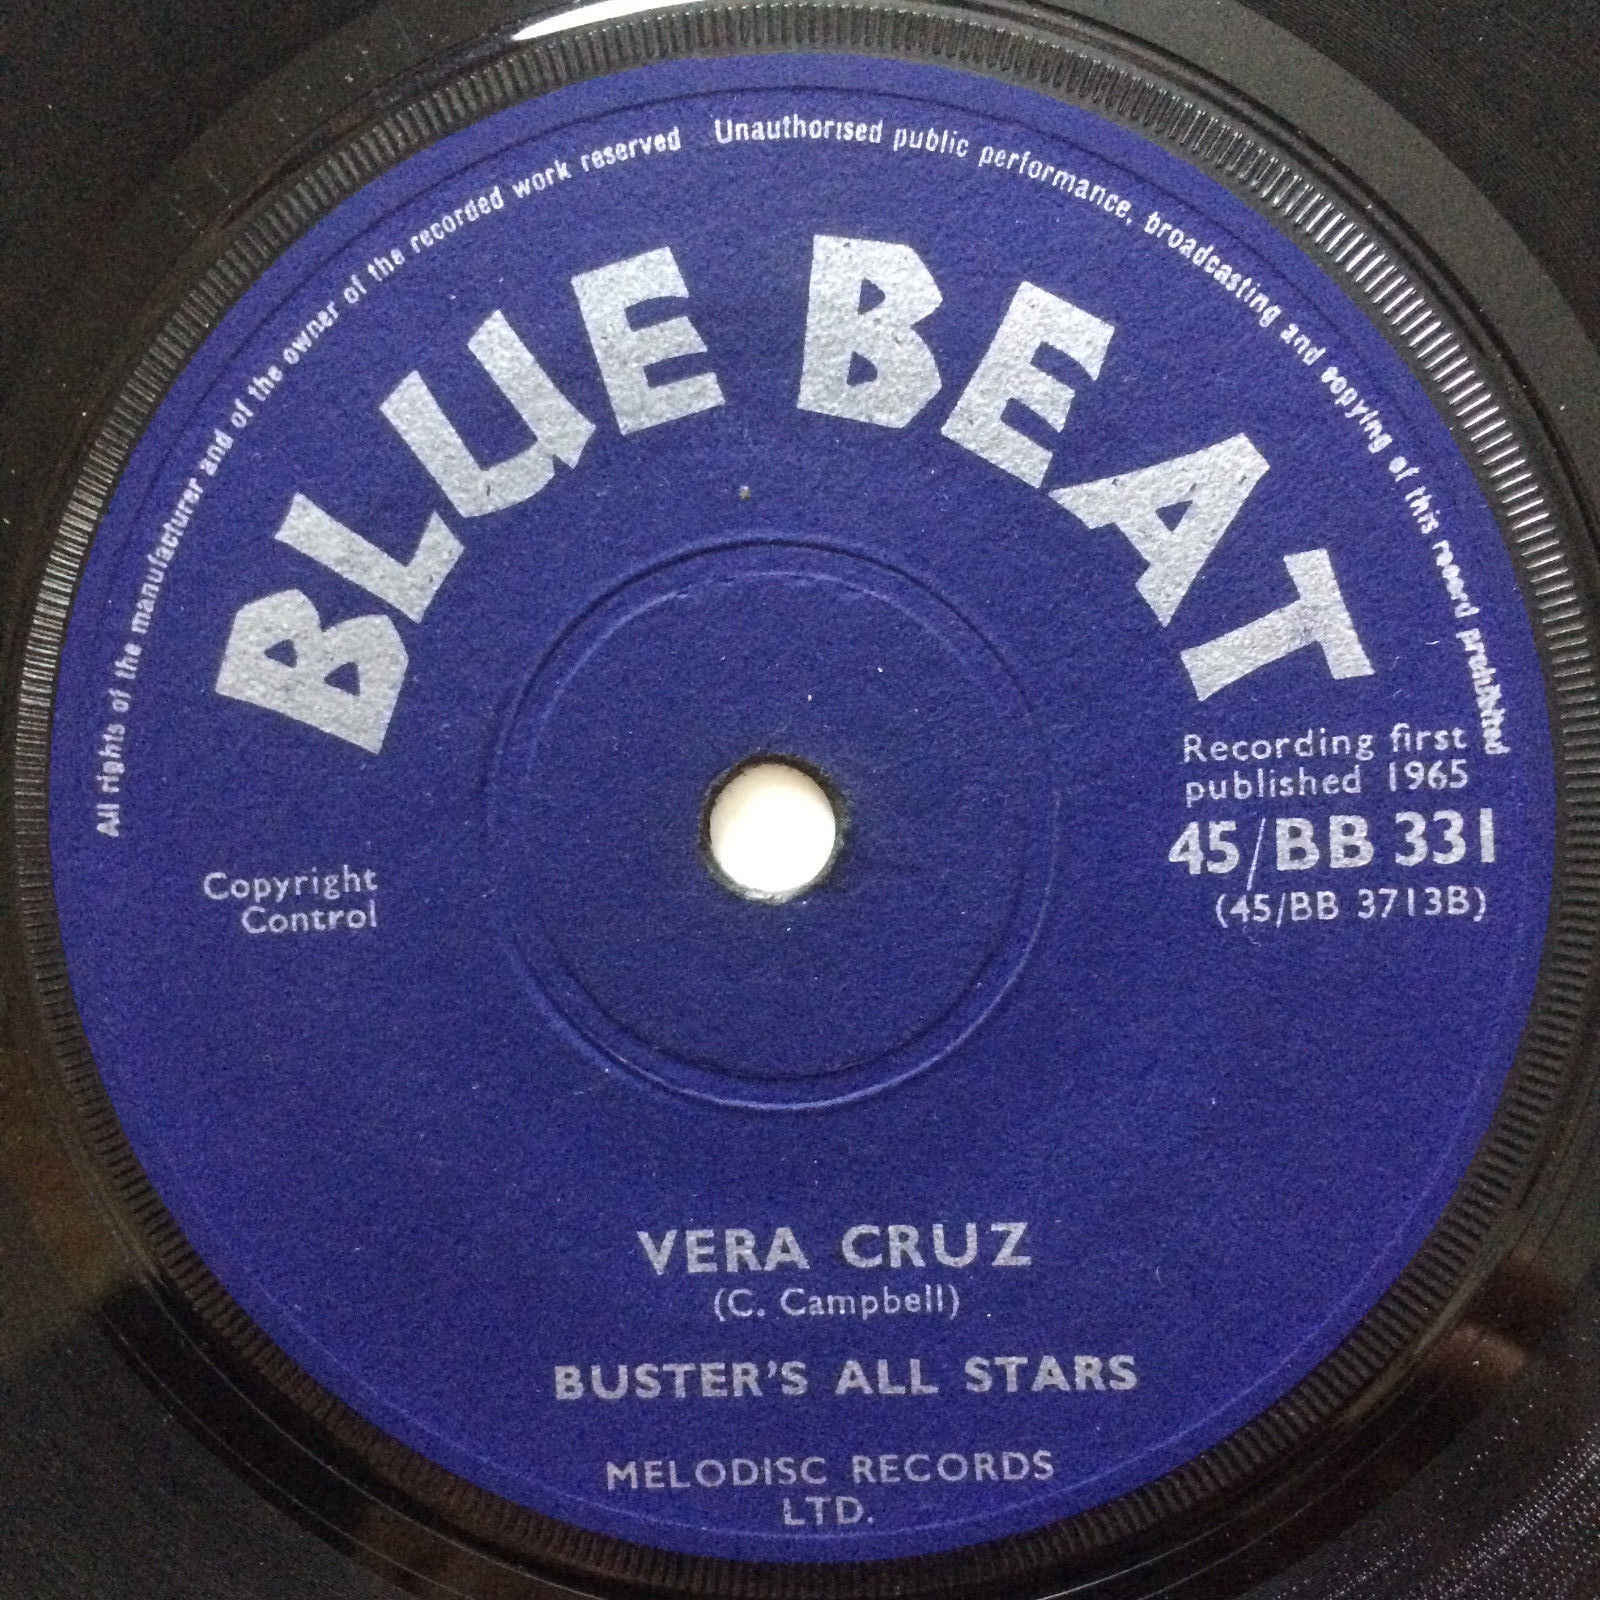 All rights of the manufacturer and of the owner of the recorded work reserved Unauthorised public performance, broadcasting and copying of this record prohibited
BLUE BEAT
Recording first
published 1965
45/BB 331
(45/BB 3713B)
Copyright
Control
VERA CRUZ
(C. Campbell)
BUSTER'S ALL STARS
MELODISC RECORDS
LTD.